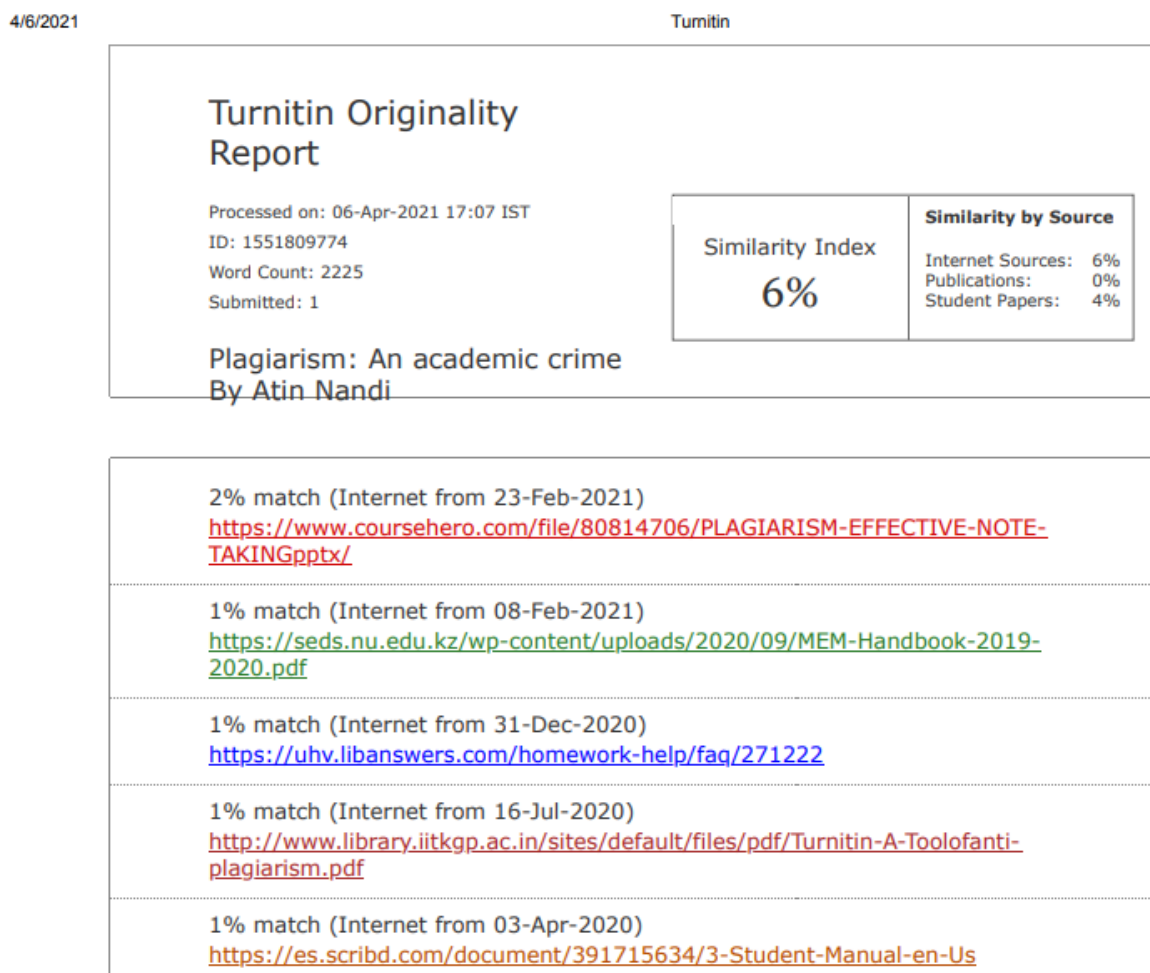 4/6/2021 Turnitin
Turnitin Originality
Report
Processed on: 06-Apr-2021 17:07 IST
ID: 1551809774
Word Count: 2225
Submitted: 1
Similarity Index
6%
Similarity by Source
Internet Sources: 6%
Publications: 0%
Student Papers: 4%
Plagiarism: An academic crime
By Atin Nandi
2% match (Internet from 23-Feb-2021)
https://www.coursehero.com/file/80814706/PLAGIARISM-EFFECTIVE-NOTE-
TAKINGpptx/
1% match (Internet from 08-Feb-2021)
https://seds.nu.edu.kz/wp-content/uploads/2020/09/MEM-Handbook-2019-
2020.pdf
1% match (Internet from 31-Dec-2020)
https://uhv.libanswers.com/homework-help/faq/271222
1% match (Internet from 16-Jul-2020)
http://www.library.iitkgp.ac.in/sites/default/files/pdf/Turnitin-A-Toolofanti-
plagiarism.pdf
1% match (Internet from 03-Apr-2020)
https://es.scribd.com/document/391715634/3-Student-Manual-en-Us